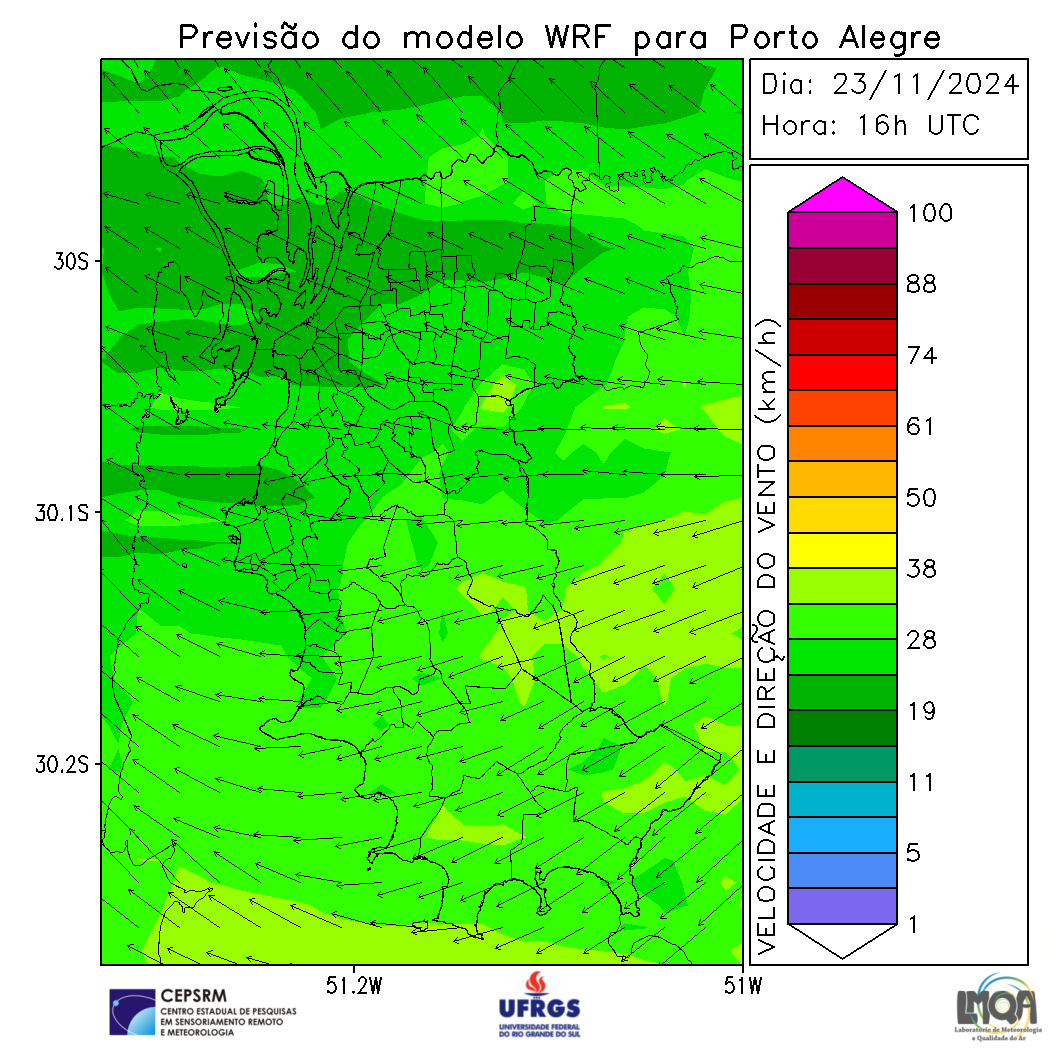 Previsão do modelo WRF para Porto Alegre
Dia: 23/11/2024
Hora: 16h UTC
30S
30.1S
30.2S
51.2W
51W
VELOCIDADE E DIREÇÃO DO VENTO (km/h)
100
88
74
61
50
38
28
19
11
5
1
CEPSRM
CENTRO ESTADUAL DE PESQUISAS
EM SENSORIAMENTO REMOTO
E METEOROLOGIA
UFRGS
UNIVERSIDADE FEDERAL
DO RIO GRANDE DO SUL
LMQA
Laboratório de Meteorologia
e Qualidade do Ar